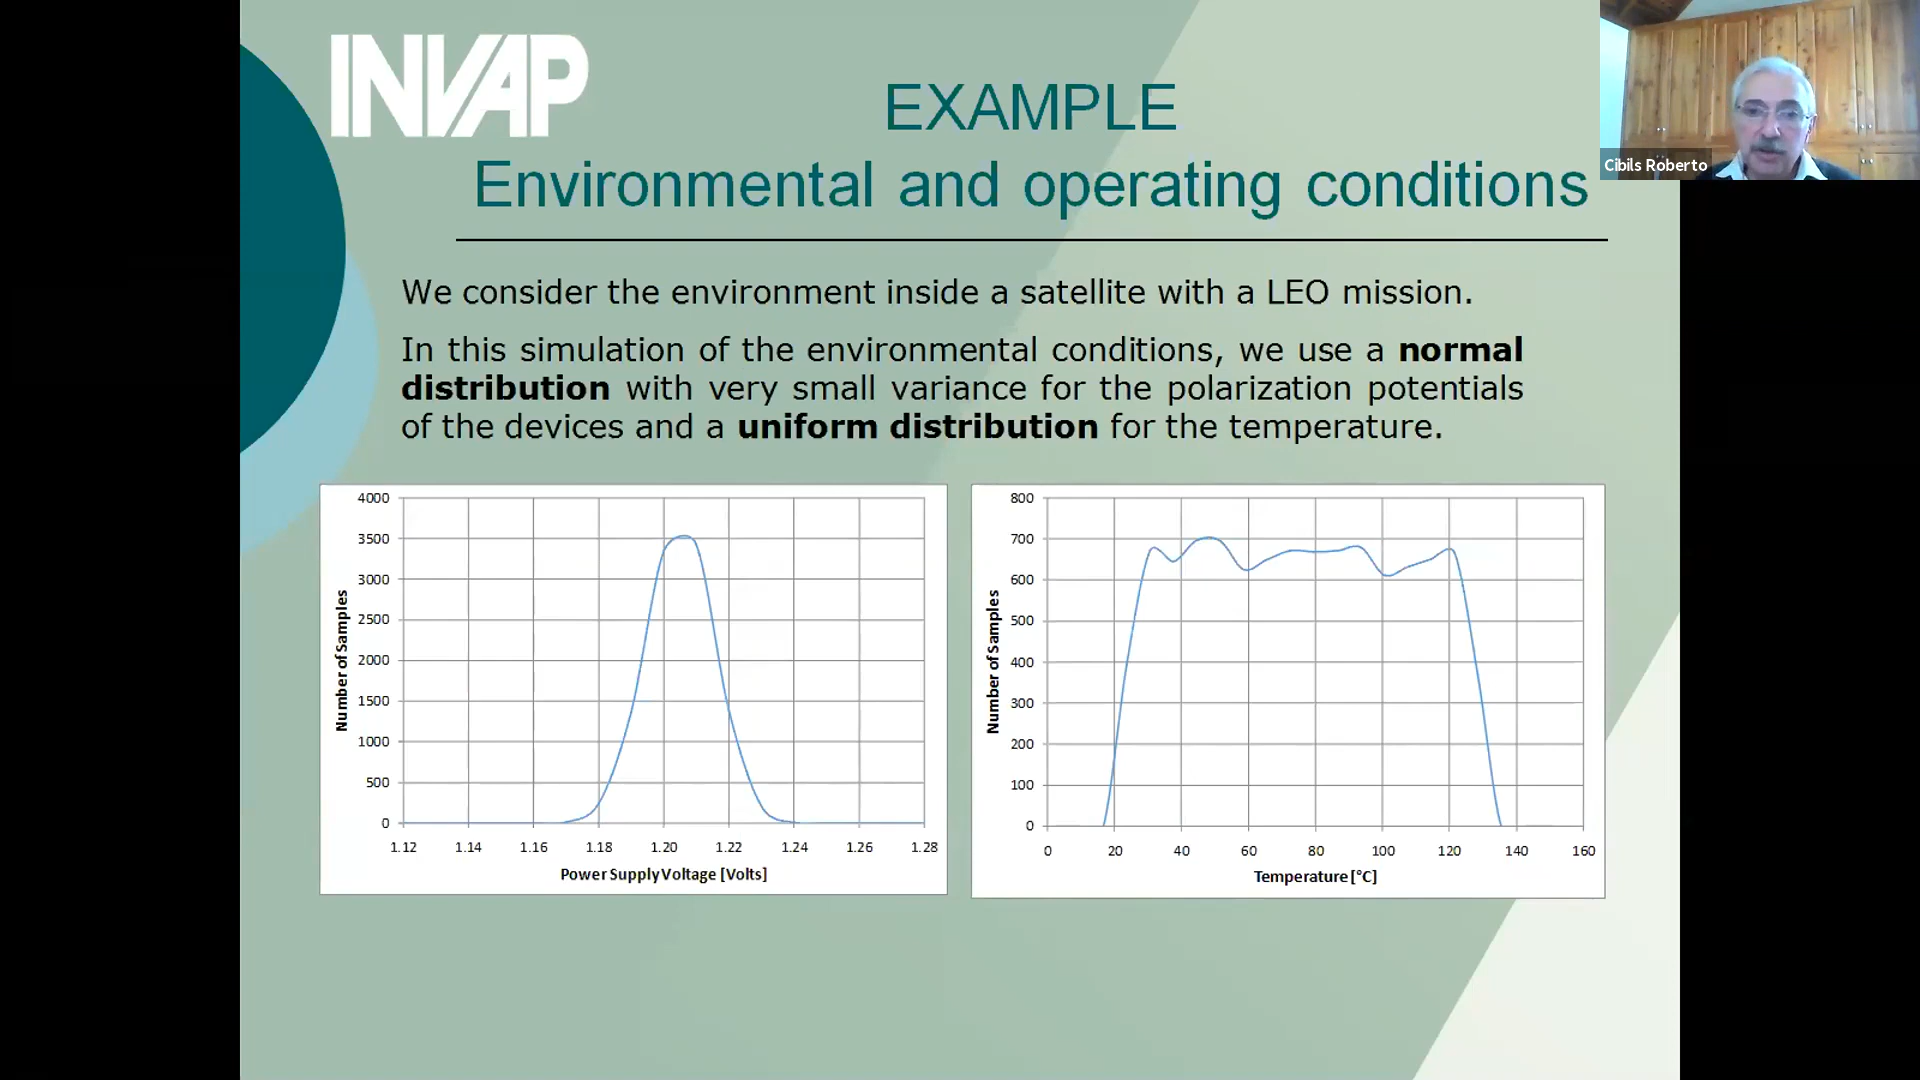 INVAP
EXAMPLE
Environmental and operating conditions
Cibils Roberto
We consider the environment inside a satellite with a LEO mission.
In this simulation of the environmental conditions, we use a normal
distribution with very small variance for the polarization potentials
of the devices and a uniform distribution for the temperature.
4000
3500
3000
2500
2000
1500
1000
500
0
Number of Samples
1.12 1.14 1.16 1.18 1.20 1.22 1.24 1.26 1.28
Power Supply Voltage [Volts]
800
700
600
500
400
300
200
100
0
Number of Samples
0 20 40 60 80 100 120 140 160
Temperature [°C]